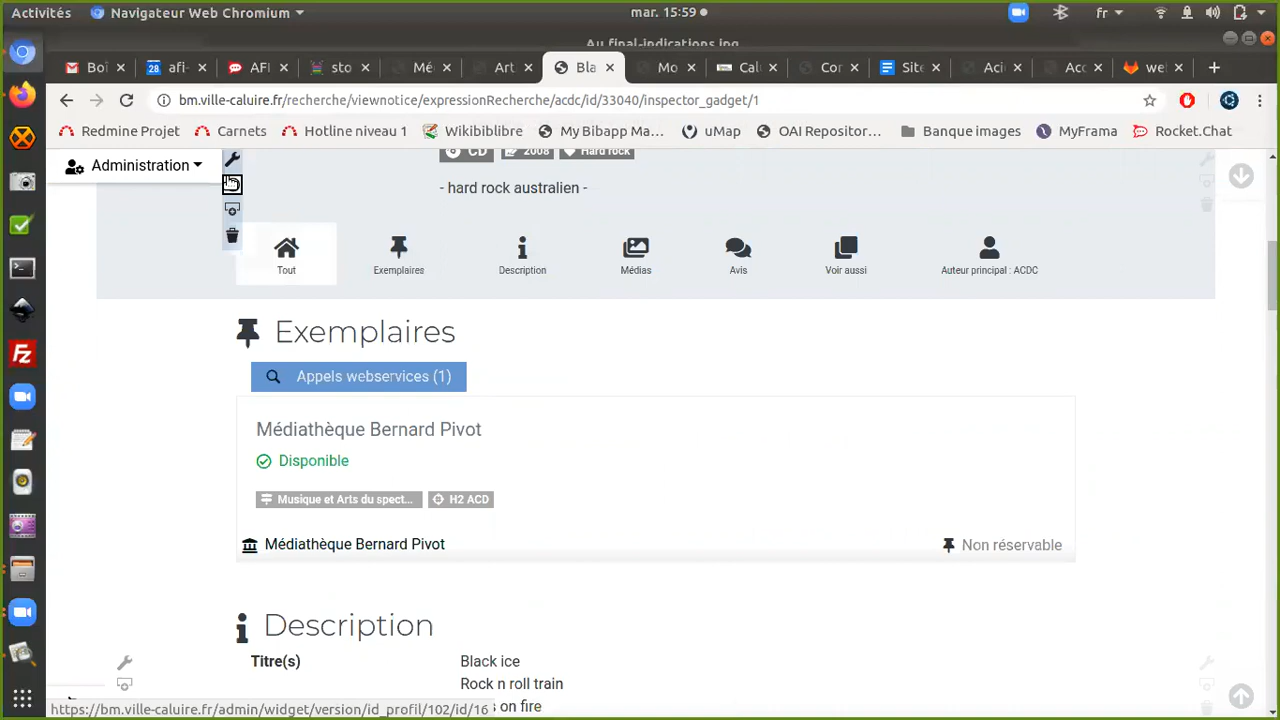 Activités Navigateur Web Chromium mar. 15:59 fr
Au final-indications.jpg
Boî afi- AFI sto Mé Art Bla Mo Cal Cor Site Aci Acc we
bm.ville-caluire.fr/recherche/viewnotice/expressionRecherche/acdc/id/33040/inspector_gadget/1
Redmine Projet Carnets Hotline niveau 1 Wikibiblibre My Bibapp Ma... uMap OAI Repositor... Banque images MyFrama Rocket.Chat
Administration CD 2008 Hard rock
- hard rock australien -
Tout Exemplaires Description Médias Avis Voir aussi Auteur principal : ACDC
Exemplaires
Appels webservices (1)
Médiathèque Bernard Pivot
Disponible
Musique et Arts du spect... H2 ACD
Médiathèque Bernard Pivot Non réservable
Description
Titre(s) Black ice
Rock n roll train
s on fire
https://bm.ville-caluire.fr/admin/widget/version/id_profil/102/id/16